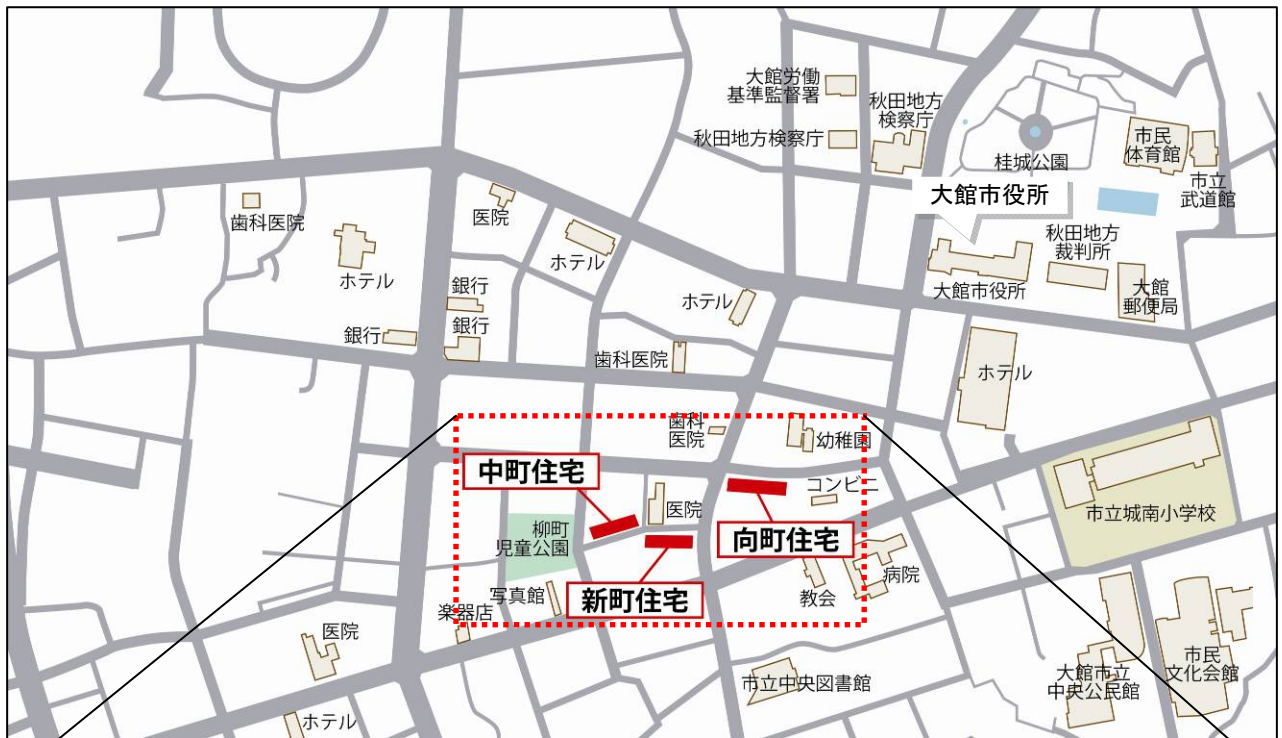 大館労働
基準監督署
秋田地方
検察庁
秋田地方検察庁
市民
体育館
桂城公園
市立
武道館
大館市役所
歯科医院
医院
秋田地方
裁判所
ホテル
ホテル
大館市役所
大館
郵便局
銀行
ホテル
銀行
銀行
歯科医院
ホテル
歯科
医院
幼稚園
中町住宅
コンビニ
医院
市立城南小学校
柳町
児童公園
向町住宅
病院
写真館
新町住宅
教会
楽器店
医院
市立中央図書館
大館市立
中央公民館
市民
文化会館
ホテル